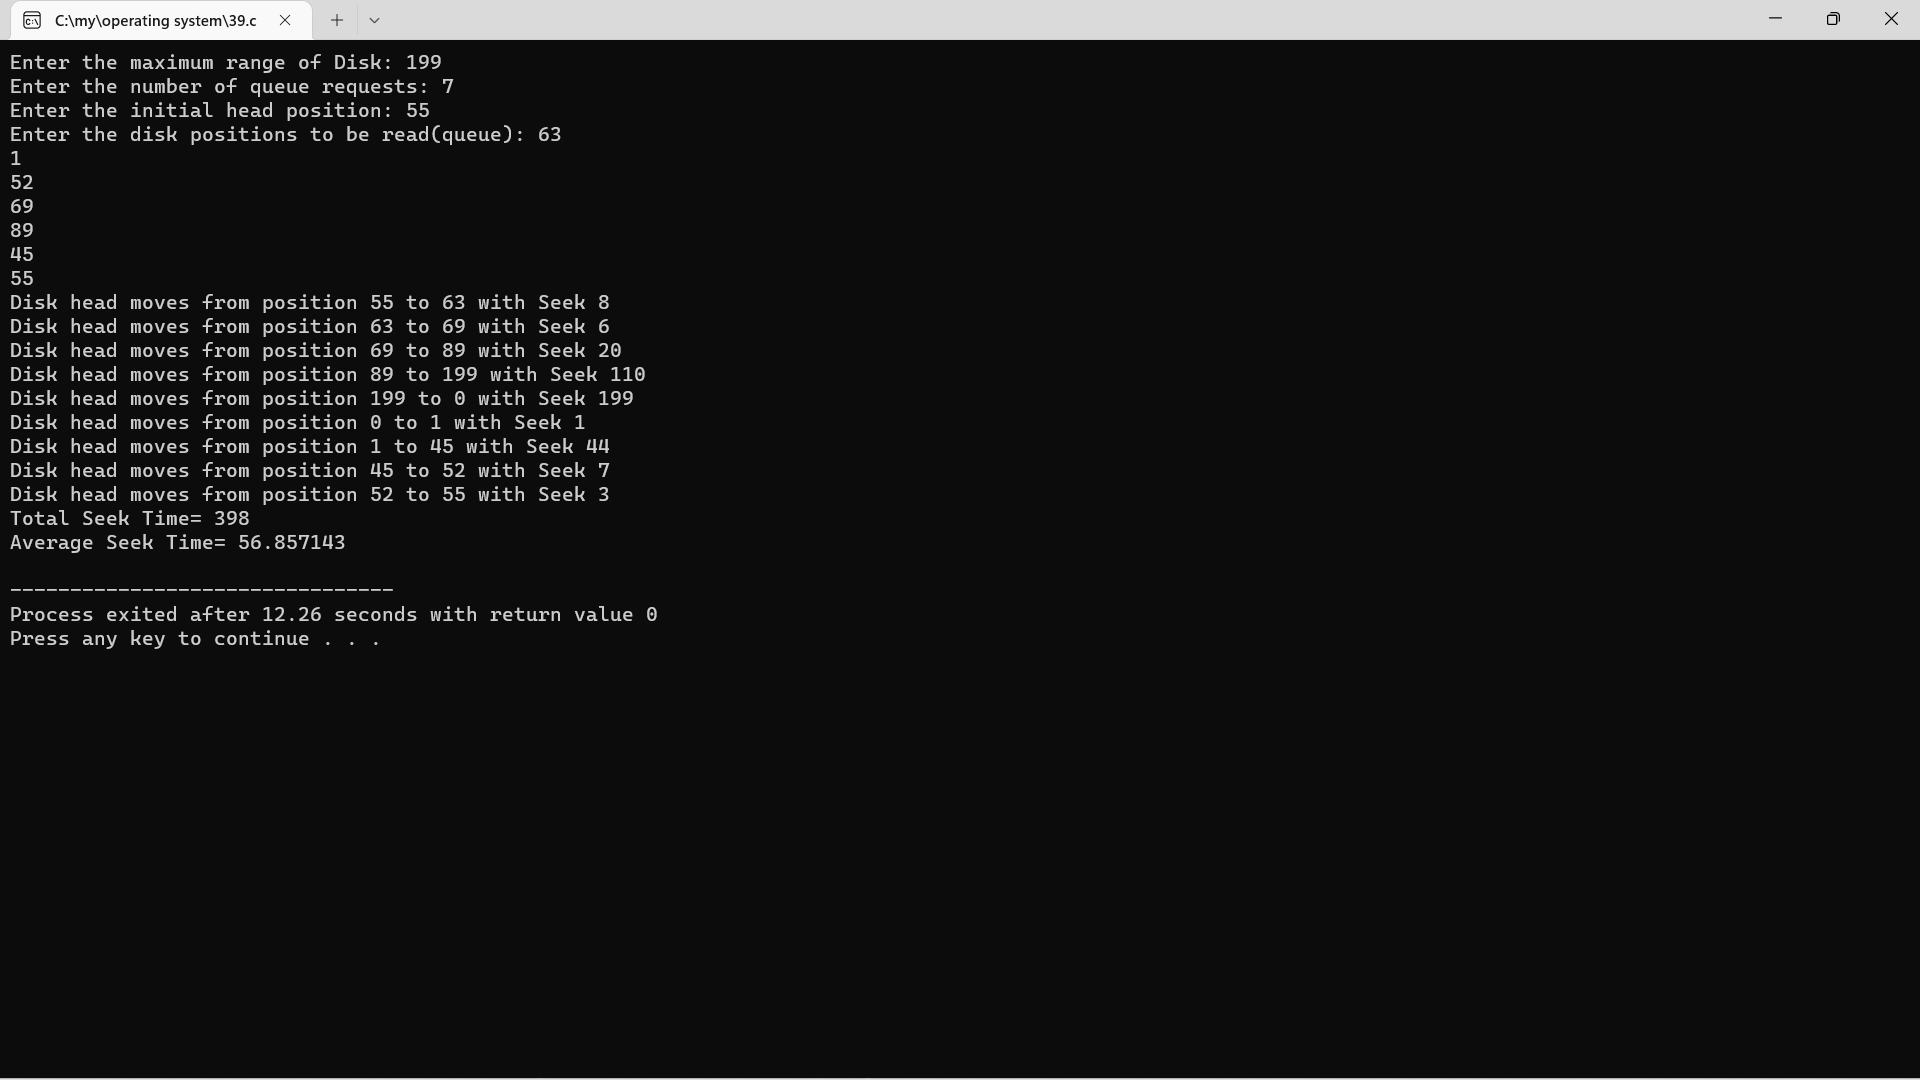 C:\my\operating system\39.c
Enter the maximum range of Disk: 199
Enter the number of queue requests: 7
Enter the initial head position: 55
Enter the disk positions to be read(queue): 63
1
52
69
89
45
55
Disk head moves from position 55 to 63 with Seek 8
Disk head moves from position 63 to 69 with Seek 6
Disk head moves from position 69 to 89 with Seek 20
Disk head moves from position 89 to 199 with Seek 110
Disk head moves from position 199 to 0 with Seek 199
Disk head moves from position 0 to 1 with Seek 1
Disk head moves from position 1 to 45 with Seek 44
Disk head moves from position 45 to 52 with Seek 7
Disk head moves from position 52 to 55 with Seek 3
Total Seek Time= 398
Average Seek Time= 56.857143
--------------------------------
Process exited after 12.26 seconds with return value 0
Press any key to continue . . .